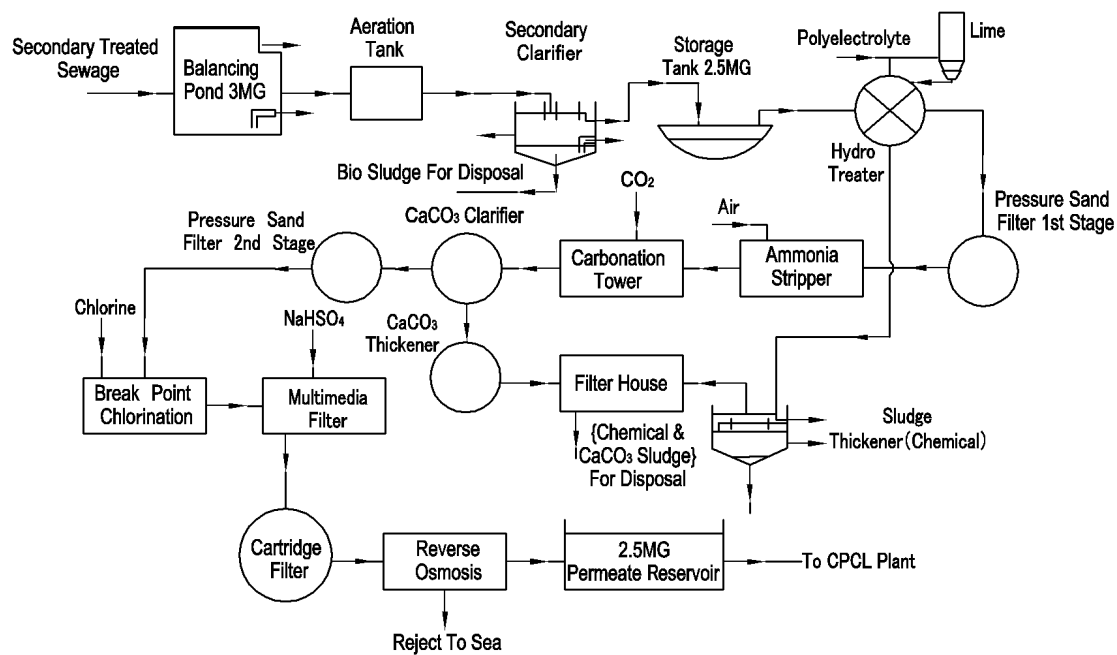 Secondary Treated
Sewage
Balancing
Pond 3MG
Aeration
Tank
Secondary
Clarifier
Storage
Tank 2.5MG
Polyelectrolyte
Lime
Hydro
Treater
Bio Sludge For Disposal
Pressure Sand
Filter 1st Stage
Air
Ammonia
Stripper
CO₂
Carbonation
Tower
CaCO₃ Clarifier
Pressure Sand
Filter 2nd Stage
Chlorine
NaHSO₄
CaCO₃
Thickener
Break Point
Chlorination
Multimedia
Filter
Filter House
{Chemical &
CaCO₃ Sludge}
For Disposal
Sludge
Thickener(Chemical)
Cartridge
Filter
Reverse
Osmosis
2.5MG
Permeate Reservoir
To CPCL Plant
Reject To Sea